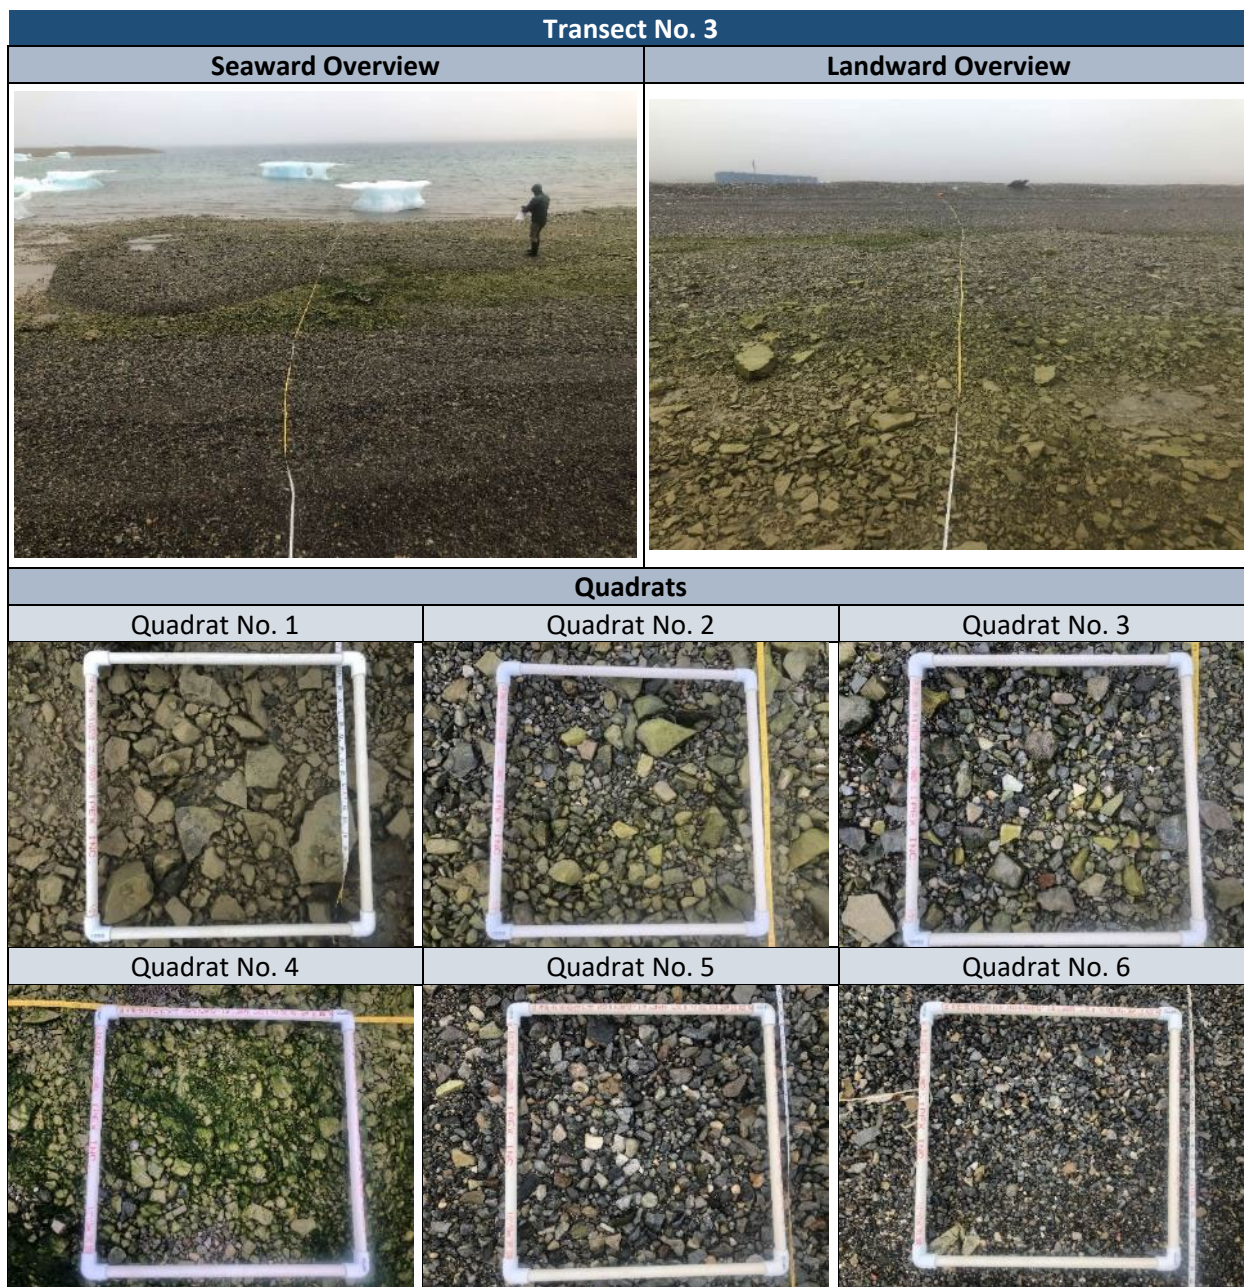 Transect No. 3
Seaward Overview
Landward Overview
Quadrats
Quadrat No. 1
Quadrat No. 2
Quadrat No. 3
Quadrat No. 4
Quadrat No. 5
Quadrat No. 6